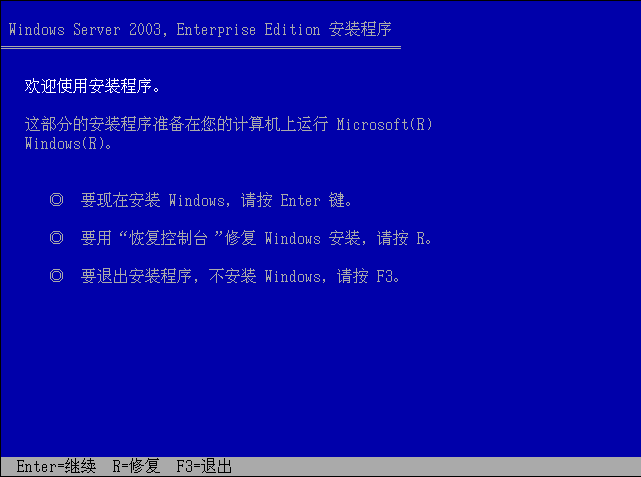 Windows Server 2003, Enterprise Edition 安装程序
欢迎使用安装程序。
这部分的安装程序准备在您的计算机上运行 Microsoft(R)
Windows(R)。
◎ 要现在安装 Windows，请按 Enter 键。
◎ 要用“恢复控制台 ”修复 Windows 安装，请按 R。
◎ 要退出安装程序，不安装 Windows，请按 F3。
Enter=继续 R=修复 F3=退出